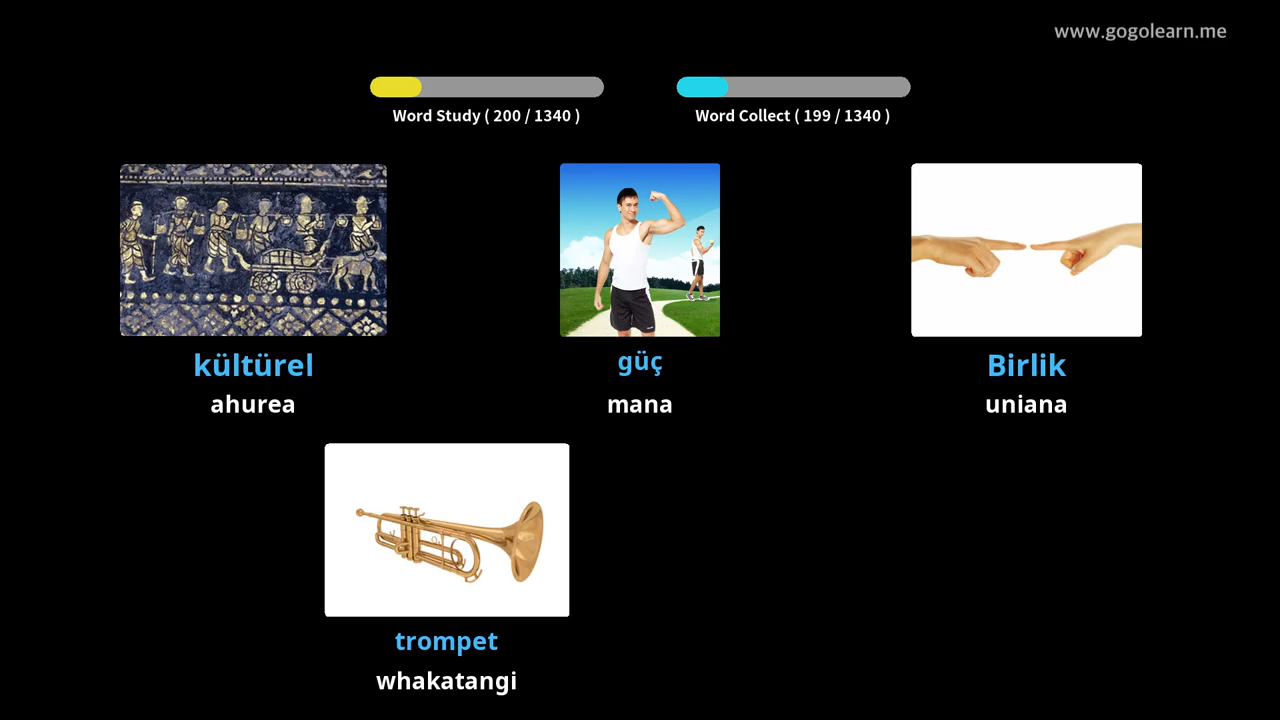 www.gogolearn.me
Word Study ( 200 / 1340 )
Word Collect ( 199 / 1340 )
kültürel
ahurea
güç
mana
Birlik
uniana
trompet
whakatangi